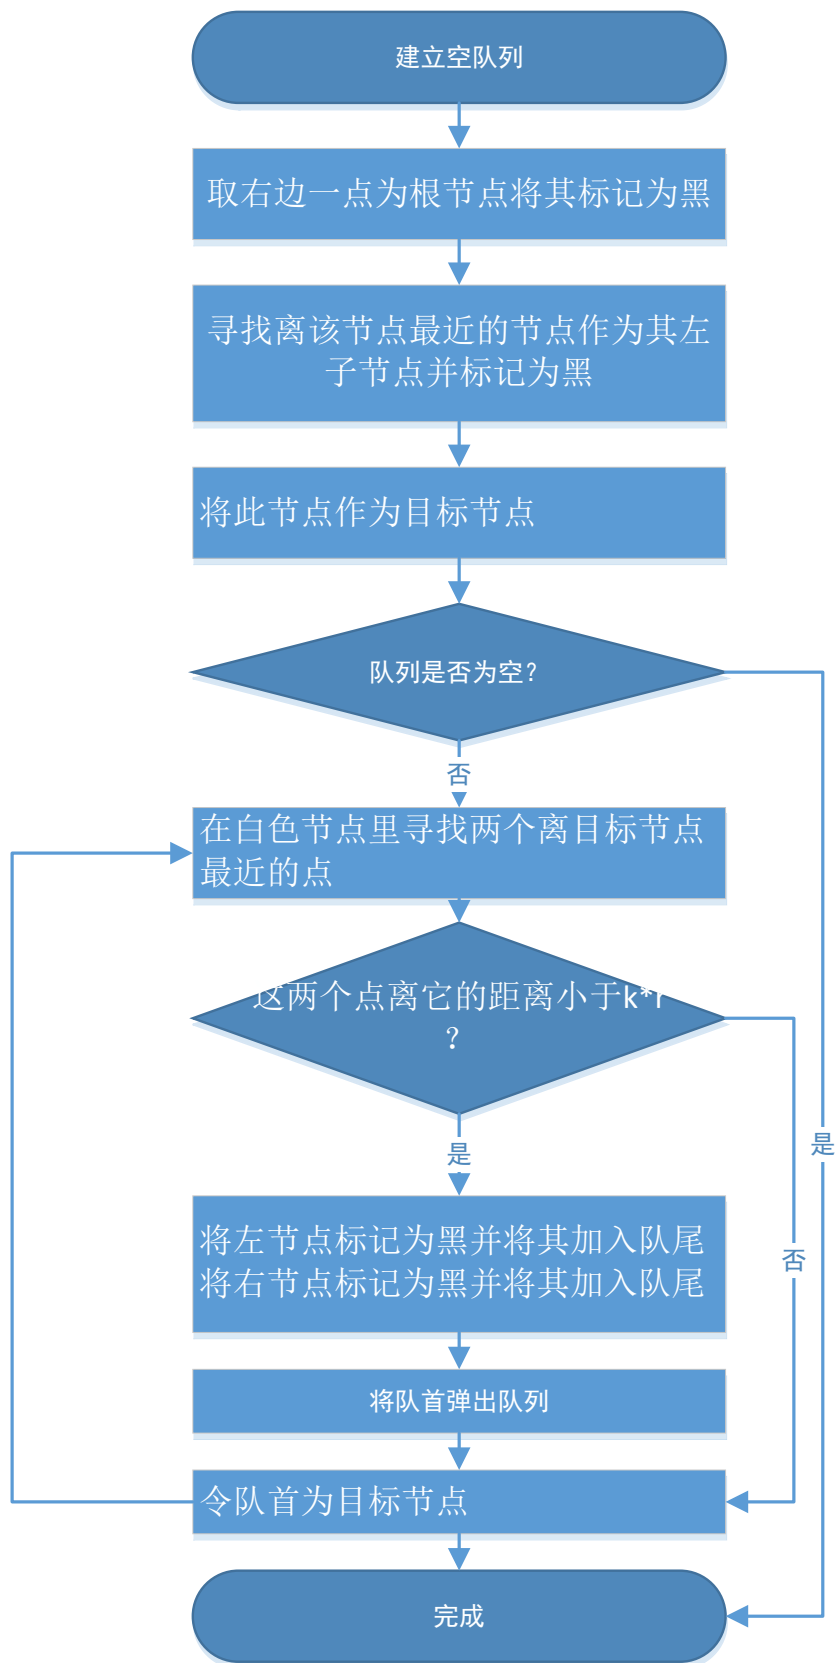 建立空队列
取右边一点为根节点将其标记为黑
寻找离该节点最近的节点作为其左
子节点并标记为黑
将此节点作为目标节点
队列是否为空?
否
在白色节点里寻找两个离目标节点
最近的点
这两个点离它的距离小于k*r
?
是
是
否
将左节点标记为黑并将其加入队尾
将右节点标记为黑并将其加入队尾
将队首弹出队列
令队首为目标节点
完成